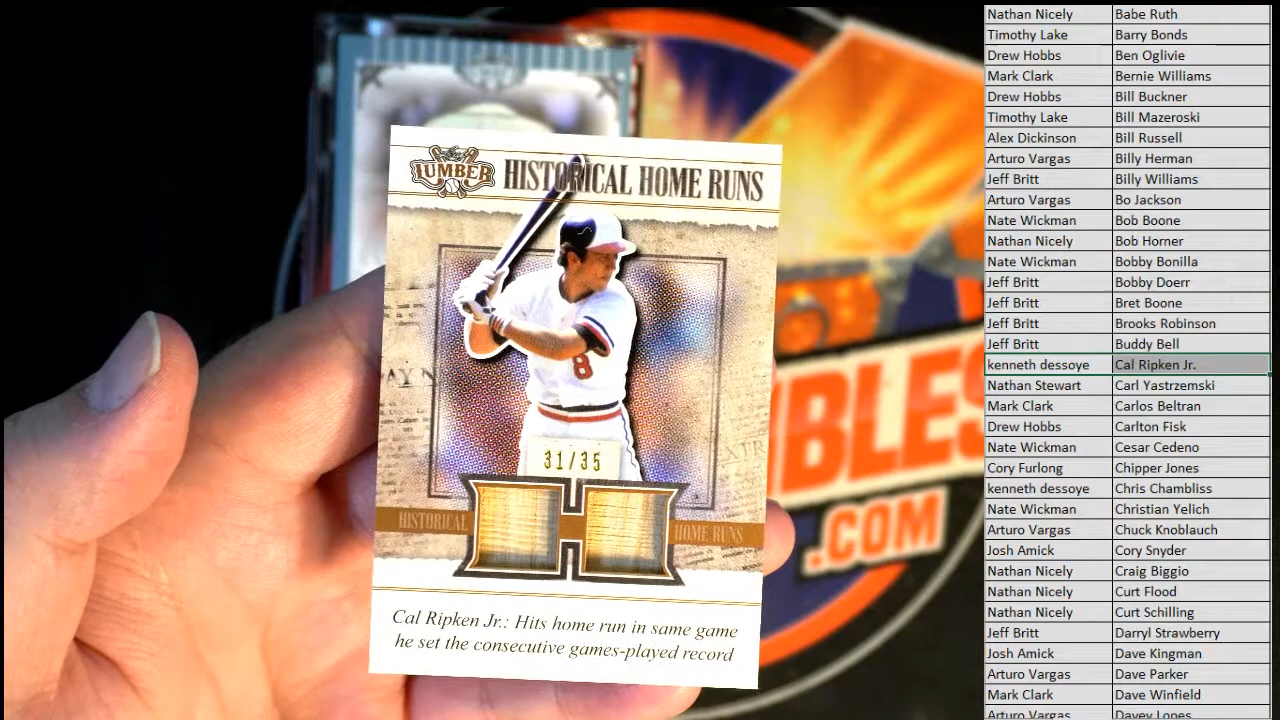 LUMBER
HISTORICAL HOME RUNS
8
31/35
HISTORICAL
HOME RUNS
Cal Ripken Jr.: Hits home run in same game
he set the consecutive games-played record
.COM
Nathan Nicely Babe Ruth
Timothy Lake Barry Bonds
Drew Hobbs Ben Oglivie
Mark Clark Bernie Williams
Drew Hobbs Bill Buckner
Timothy Lake Bill Mazeroski
Alex Dickinson Bill Russell
Arturo Vargas Billy Herman
Jeff Britt Billy Williams
Arturo Vargas Bo Jackson
Nate Wickman Bob Boone
Nathan Nicely Bob Horner
Nate Wickman Bobby Bonilla
Jeff Britt Bobby Doerr
Jeff Britt Bret Boone
Jeff Britt Brooks Robinson
Jeff Britt Buddy Bell
kenneth dessoye Cal Ripken Jr.
Nathan Stewart Carl Yastrzemski
Mark Clark Carlos Beltran
Drew Hobbs Carlton Fisk
Nate Wickman Cesar Cedeno
Cory Furlong Chipper Jones
kenneth dessoye Chris Chambliss
Nate Wickman Christian Yelich
Arturo Vargas Chuck Knoblauch
Josh Amick Cory Snyder
Nathan Nicely Craig Biggio
Nathan Nicely Curt Flood
Nathan Nicely Curt Schilling
Jeff Britt Darryl Strawberry
Josh Amick Dave Kingman
Arturo Vargas Dave Parker
Mark Clark Dave Winfield
Arturo Vargas Davey Lopes